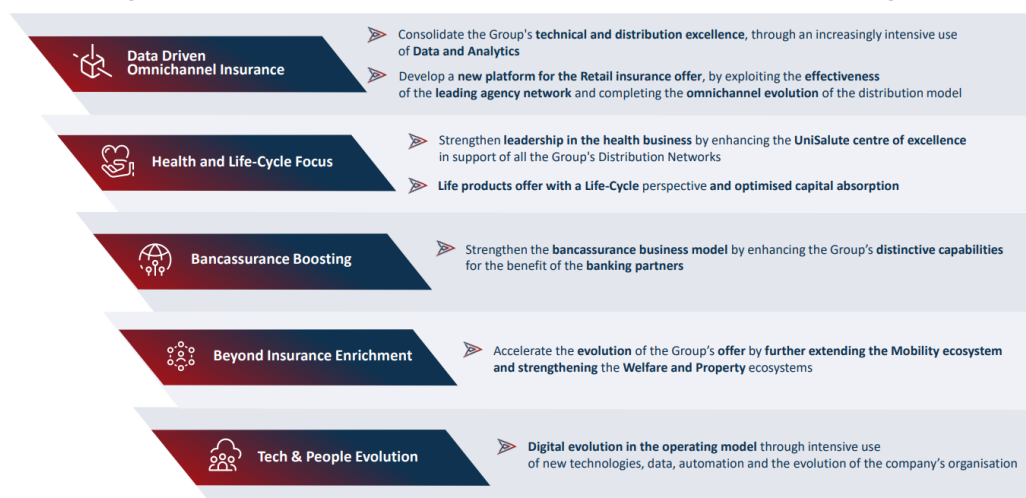 Data Driven
Omnichannel Insurance
Consolidate the Group's technical and distribution excellence, through an increasingly intensive use
of Data and Analytics
Develop a new platform for the Retail insurance offer, by exploiting the effectiveness
of the leading agency network and completing the omnichannel evolution of the distribution model
Health and Life-Cycle Focus
Strengthen leadership in the health business by enhancing the UniSalute centre of excellence
in support of all the Group's Distribution Networks
Life products offer with a Life-Cycle perspective and optimised capital absorption
Bancassurance Boosting
Strengthen the bancassurance business model by enhancing the Group's distinctive capabilities
for the benefit of the banking partners
Beyond Insurance Enrichment
Accelerate the evolution of the Group's offer by further extending the Mobility ecosystem
and strengthening the Welfare and Property ecosystems
Tech & People Evolution
Digital evolution in the operating model through intensive use
of new technologies, data, automation and the evolution of the company's organisation